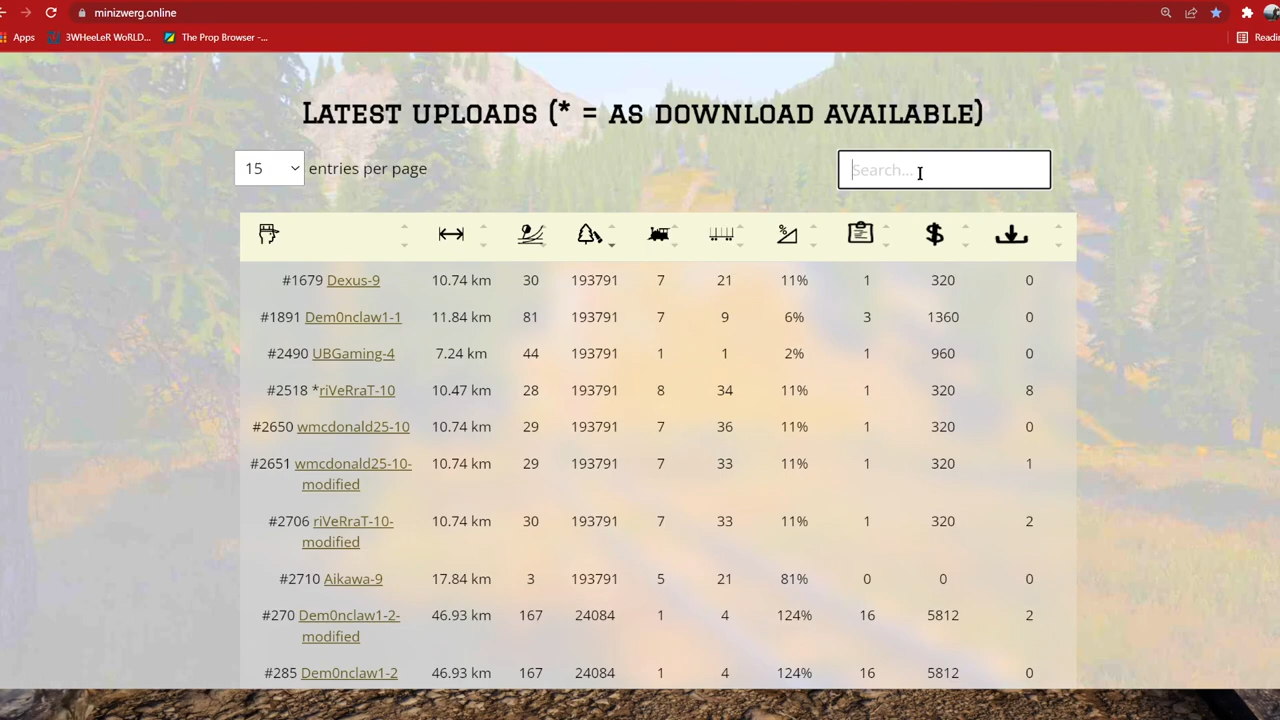 minizwerg.online
Apps 3WHeeLeR WoRLD... The Prop Browser -...
Latest uploads (* = as download available)
15 entries per page
Search...
#1679 Dexus-9 10.74 km 30 193791 7 21 11% 1 320 0
#1891 Dem0nclaw1-1 11.84 km 81 193791 7 9 6% 3 1360 0
#2490 UBGaming-4 7.24 km 44 193791 1 1 2% 1 960 0
#2518 *riVeRraT-10 10.47 km 28 193791 8 34 11% 1 320 8
#2650 wmcdonald25-10 10.74 km 29 193791 7 36 11% 1 320 0
#2651 wmcdonald25-10- 10.74 km 29 193791 7 33 11% 1 320 1
modified
#2706 riVeRraT-10- 10.74 km 30 193791 7 33 11% 1 320 2
modified
#2710 Aikawa-9 17.84 km 3 193791 5 21 81% 0 0 0
#270 Dem0nclaw1-2- 46.93 km 167 24084 1 4 124% 16 5812 2
modified
#285 Dem0nclaw1-2 46.93 km 167 24084 1 4 124% 16 5812 0